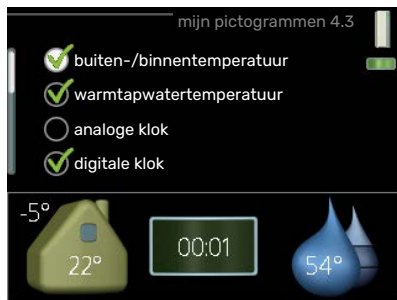 mijn pictogrammen 4.3
buiten-/binnentemperatuur
warmtapwatertemperatuur
analoge klok
digitale klok
-5°
22°
00:01
54°